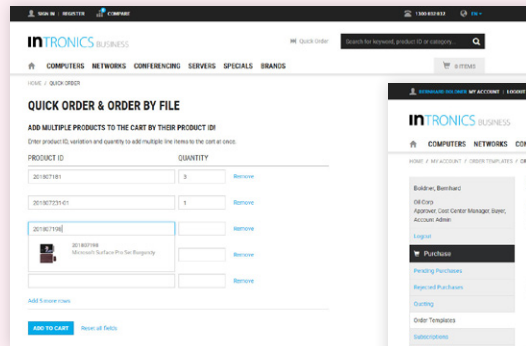 SIGN IN | REGISTER COMPARE
1300 032 032 EN
INTRONICS BUSINESS
Quick Order
Search for keyword, product ID or category...
COMPUTERS NETWORKS CONFERENCING SERVERS SPECIALS BRANDS
0 ITEMS
HOME / QUICK ORDER
QUICK ORDER & ORDER BY FILE
ADD MULTIPLE PRODUCTS TO THE CART BY THEIR PRODUCT ID!
Enter product ID, variation and quantity to add multiple line items to the cart at once.
PRODUCT ID QUANTITY
201807181 3 Remove
201807231-01 1 Remove
201807198 Remove
201807198
Microsoft Surface Pro Sei Burgundy
Remove
Remove
Add 5 more rows
ADD TO CART Reset all fields
BERNHARD BOLDNER MY ACCOUNT | LOGOUT
INTRONICS BUSINESS
COMPUTERS NETWORKS CON
HOME / MY ACCOUNT / ORDER TEMPLATES /
Boldner, Bernhard
Oil Corp
Approver, Cost Center Manager, Buyer,
Account Admin
Logout
Purchase
Pending Purchases
Rejected Purchases
Quoting
Order Templates
Subscriptions